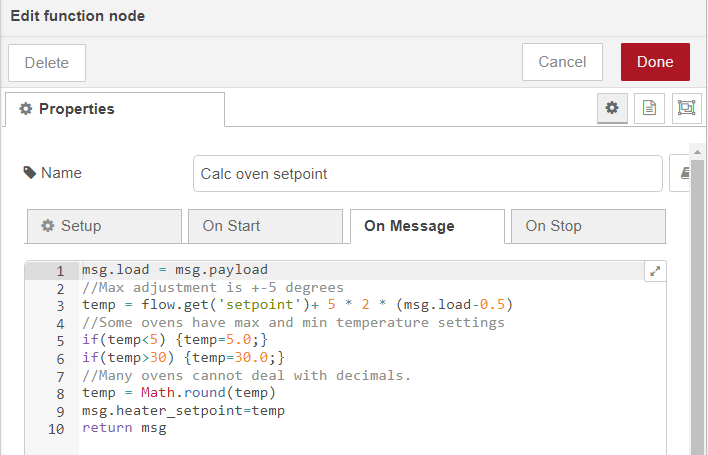 Edit function node
Delete
Cancel
Done
Properties
Name
Calc oven setpoint
Setup
On Start
On Message
On Stop
1 msg.load = msg.payload
2 //Max adjustment is +-5 degrees
3 temp = flow.get('setpoint')+ 5 * 2 * (msg.load-0.5)
4 //Some ovens have max and min temperature settings
5 if(temp<5) {temp=5.0;}
6 if(temp>30) {temp=30.0;}
7 //Many ovens cannot deal with decimals.
8 temp = Math.round(temp)
9 msg.heater_setpoint=temp
10 return msg